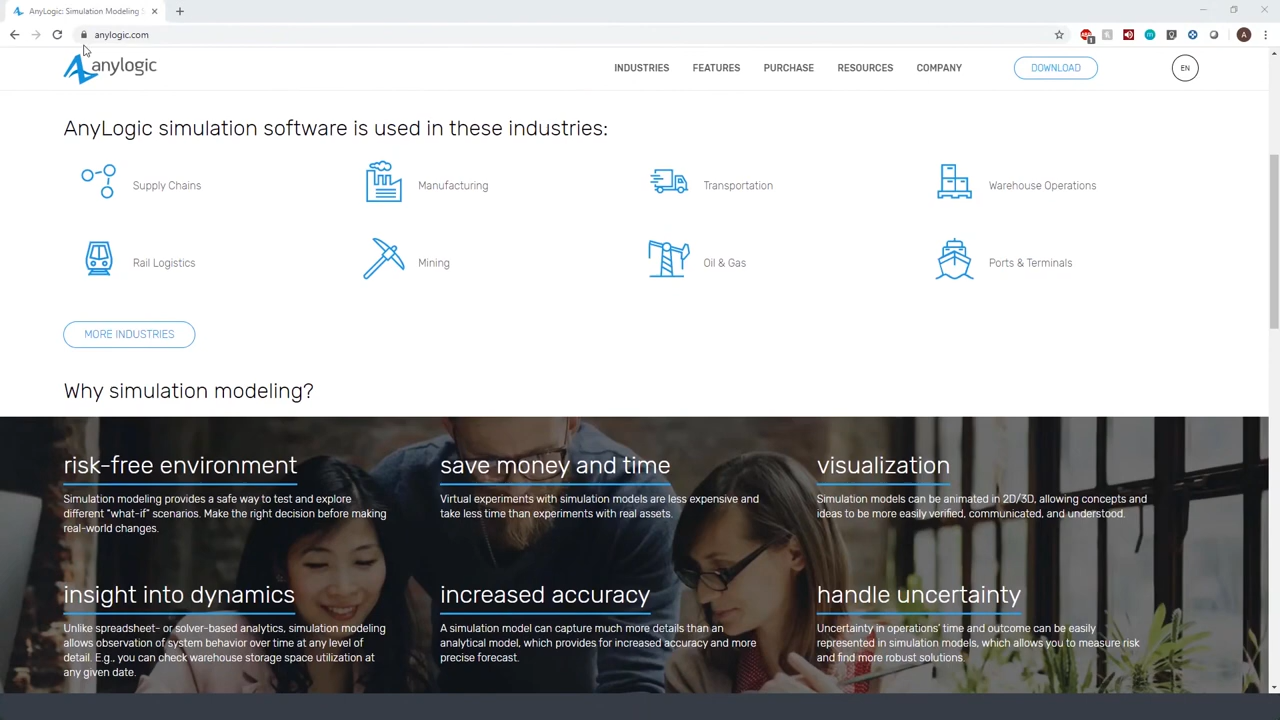 AnyLogic: Simulation Modeling S
anylogic.com
1
A
anylogic
INDUSTRIES
FEATURES
PURCHASE
RESOURCES
COMPANY
DOWNLOAD
EN
AnyLogic simulation software is used in these industries:
Supply Chains
Manufacturing
Transportation
Warehouse Operations
Rail Logistics
Mining
Oil & Gas
Ports & Terminals
MORE INDUSTRIES
Why simulation modeling?
risk-free environment
Simulation modeling provides a safe way to test and explore
different "what-if" scenarios. Make the right decision before making
real-world changes.
save money and time
Virtual experiments with simulation models are less expensive and
take less time than experiments with real assets.
visualization
Simulation models can be animated in 2D/3D, allowing concepts and
ideas to be more easily verified, communicated, and understood.
insight into dynamics
Unlike spreadsheet- or solver-based analytics, simulation modeling
allows observation of system behavior over time at any level of
detail. E.g., you can check warehouse storage space utilization at
any given date.
increased accuracy
A simulation model can capture much more details than an
analytical model, which provides for increased accuracy and more
precise forecast.
handle uncertainty
Uncertainty in operations' time and outcome can be easily
represented in simulation models, which allows you to measure risk
and find more robust solutions.